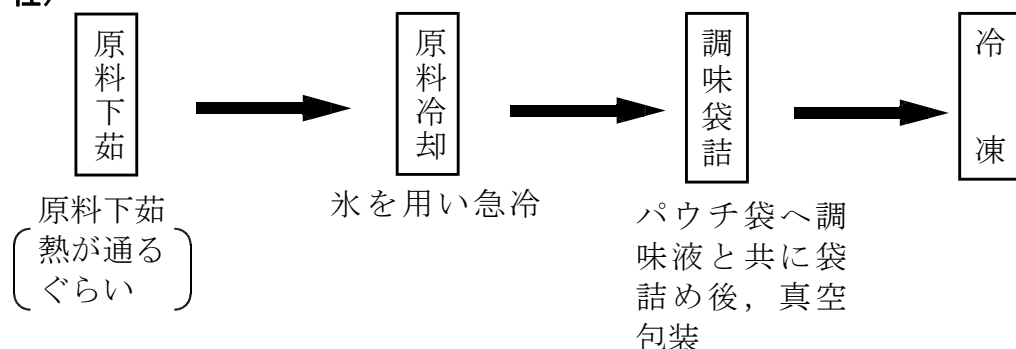 原料下茹
原料冷却
調味袋詰
冷凍
原料下茹
熱が通る
ぐらい
氷を用い急冷
パウチ袋へ調
味液と共に袋
詰め後，真空
包装